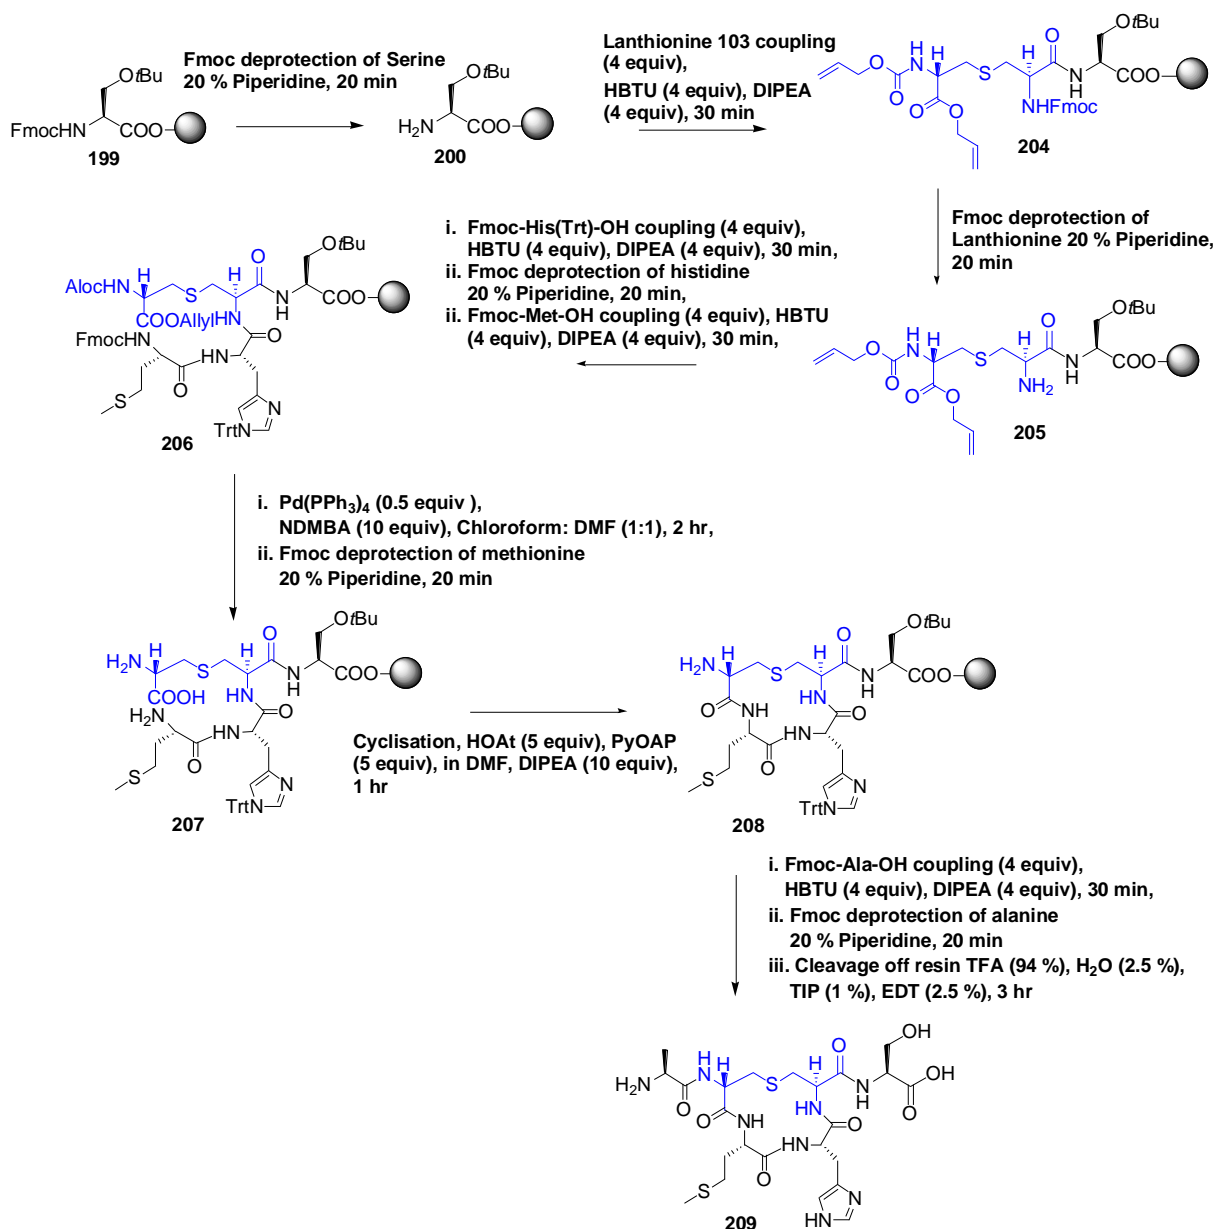 Fmoc deprotection of Serine
20 % Piperidine, 20 min
Lanthionine 103 coupling
(4 equiv),
HBTU (4 equiv), DIPEA
(4 equiv), 30 min
OtBu
FmocHN
COO
199
OtBu
H2N
COO
200
O
O
H
N
H
O
O
S
O
NHFmoc
N
H
OtBu
COO
204
Fmoc deprotection of
Lanthionine 20 % Piperidine,
20 min
i. Fmoc-His(Trt)-OH coupling (4 equiv),
HBTU (4 equiv), DIPEA (4 equiv), 30 min,
ii. Fmoc deprotection of histidine
20 % Piperidine, 20 min,
ii. Fmoc-Met-OH coupling (4 equiv), HBTU
(4 equiv), DIPEA (4 equiv), 30 min,
O
O
H
N
H
O
O
S
O
NH2
N
H
OtBu
COO
205
AlocHN
H
S
H
O
N
H
OtBu
COO
COOAllyl
HN
FmocHN
O
HN
O
S
N
TrtN
206
i. Pd(PPh3)4 (0.5 equiv ),
NDMBA (10 equiv), Chloroform: DMF (1:1), 2 hr,
ii. Fmoc deprotection of methionine
20 % Piperidine, 20 min
H2N
H
S
H
O
N
H
OtBu
COO
COOH
HN
H2N
O
HN
O
S
N
TrtN
207
Cyclisation, HOAt (5 equiv), PyOAP
(5 equiv), in DMF, DIPEA (10 equiv),
1 hr
H2N
H
S
H
O
N
H
OtBu
COO
O
NH
HN
O
HN
O
S
N
TrtN
208
i. Fmoc-Ala-OH coupling (4 equiv),
HBTU (4 equiv), DIPEA (4 equiv), 30 min,
ii. Fmoc deprotection of alanine
20 % Piperidine, 20 min
iii. Cleavage off resin TFA (94 %), H2O (2.5 %),
TIP (1 %), EDT (2.5 %), 3 hr
H2N
O
H
N
H
S
H
O
N
H
OH
OH
O
O
NH
HN
O
HN
O
S
N
HN
209